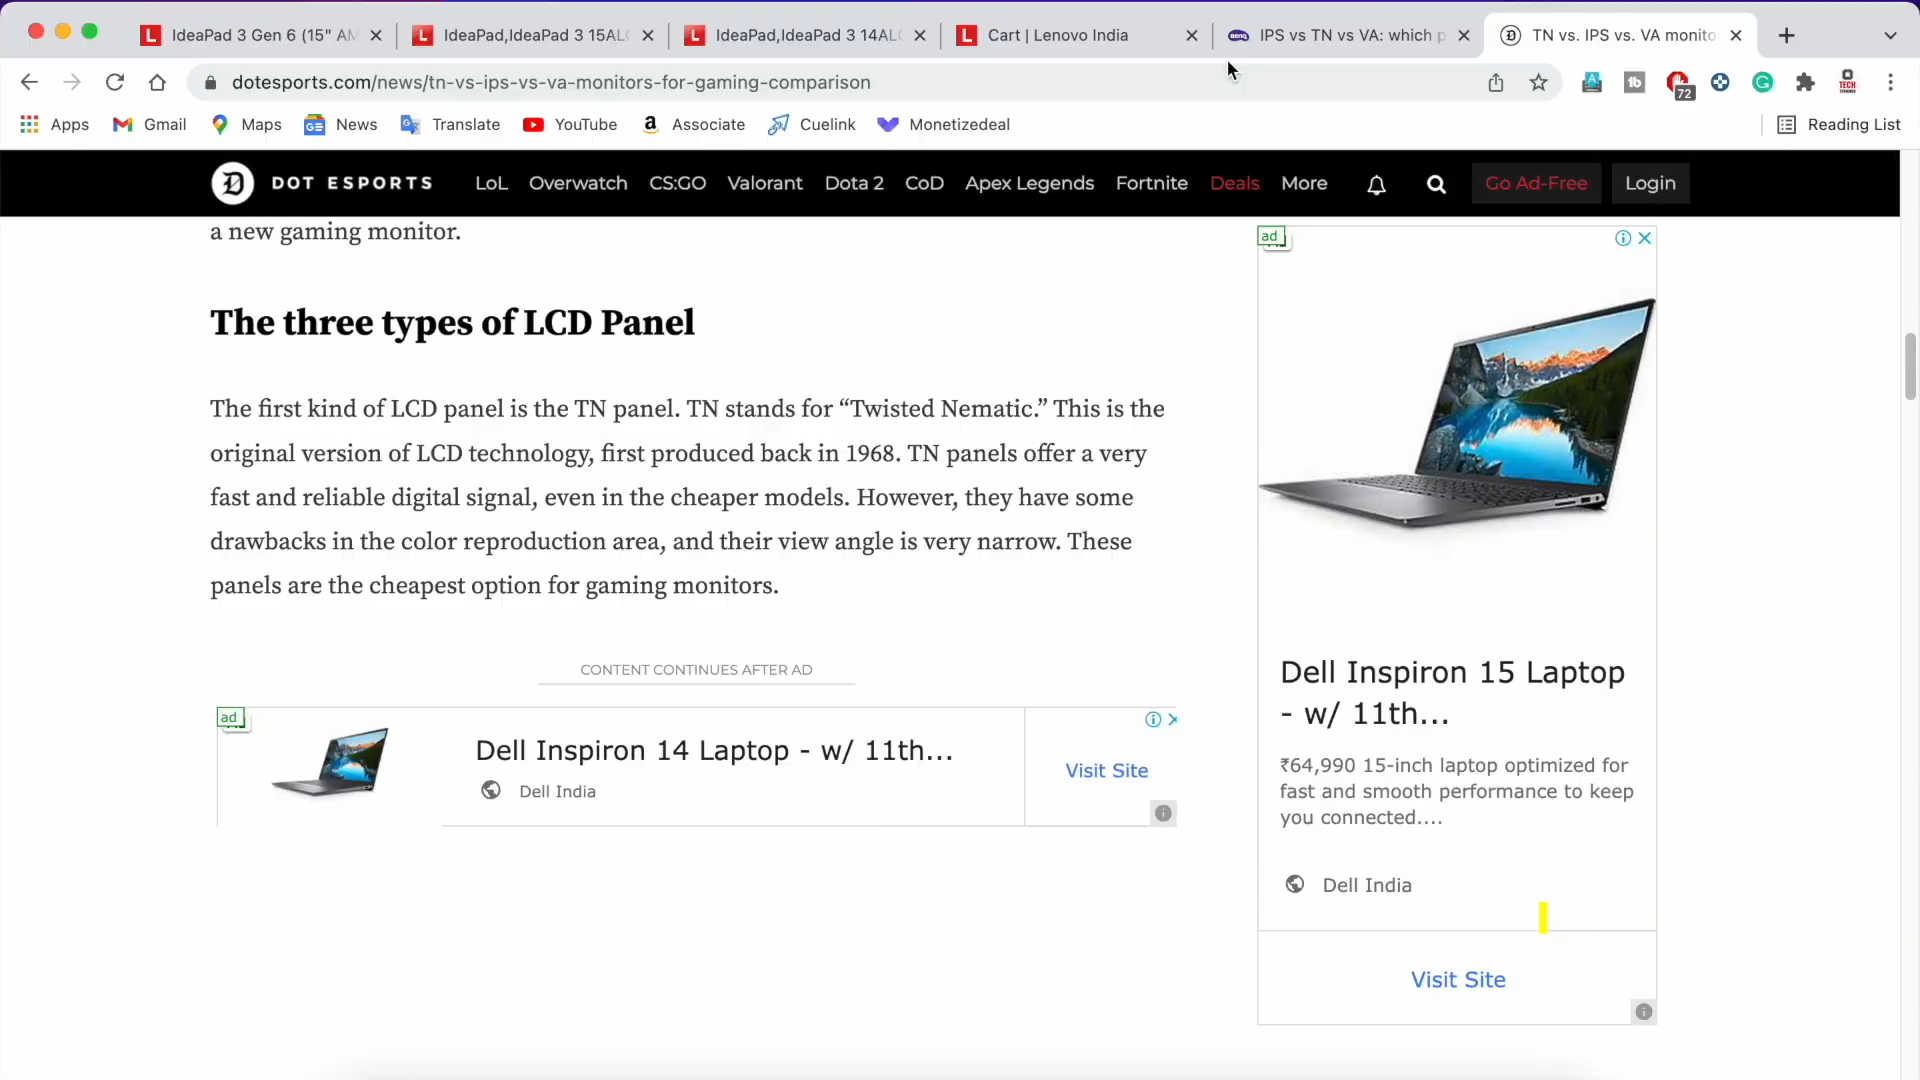 IdeaPad 3 Gen 6 (15" AM
IdeaPad,IdeaPad 3 15ALC
IdeaPad,IdeaPad 3 14ALC
Cart | Lenovo India
IPS vs TN vs VA: which p
TN vs. IPS vs. VA monito
dotesports.com/news/tn-vs-ips-vs-va-monitors-for-gaming-comparison
72
Apps
Gmail
Maps
News
Translate
YouTube
Associate
Cuelink
Monetizedeal
Reading List
DOT ESPORTS
LoL
Overwatch
CS:GO
Valorant
Dota 2
CoD
Apex Legends
Fortnite
Deals
More
Go Ad-Free
Login
a new gaming monitor.
The three types of LCD Panel
The first kind of LCD panel is the TN panel. TN stands for “Twisted Nematic.” This is the
original version of LCD technology, first produced back in 1968. TN panels offer a very
fast and reliable digital signal, even in the cheaper models. However, they have some
drawbacks in the color reproduction area, and their view angle is very narrow. These
panels are the cheapest option for gaming monitors.
CONTENT CONTINUES AFTER AD
ad
Dell Inspiron 14 Laptop - w/ 11th...
Dell India
Visit Site
ad
Dell Inspiron 15 Laptop
- w/ 11th...
₹64,990 15-inch laptop optimized for
fast and smooth performance to keep
you connected....
Dell India
Visit Site